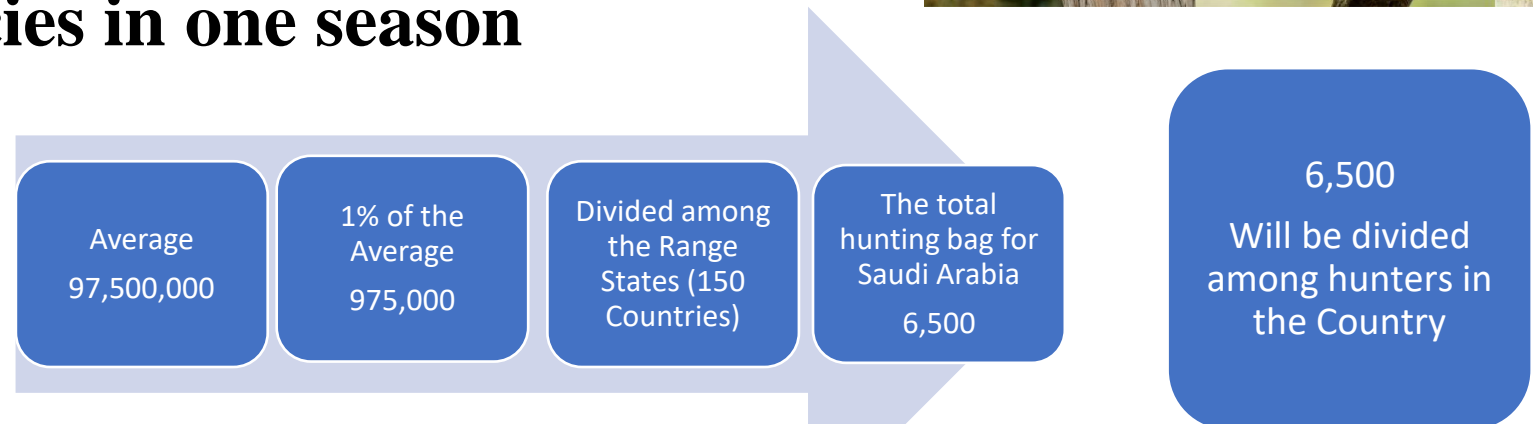 in one season
Average
97,500,000
1% of the
Average
975,000
Divided among
the Range
States (150
Countries)
The total
hunting bag for
Saudi Arabia
6,500
6,500
Will be divided
among hunters in
the Country